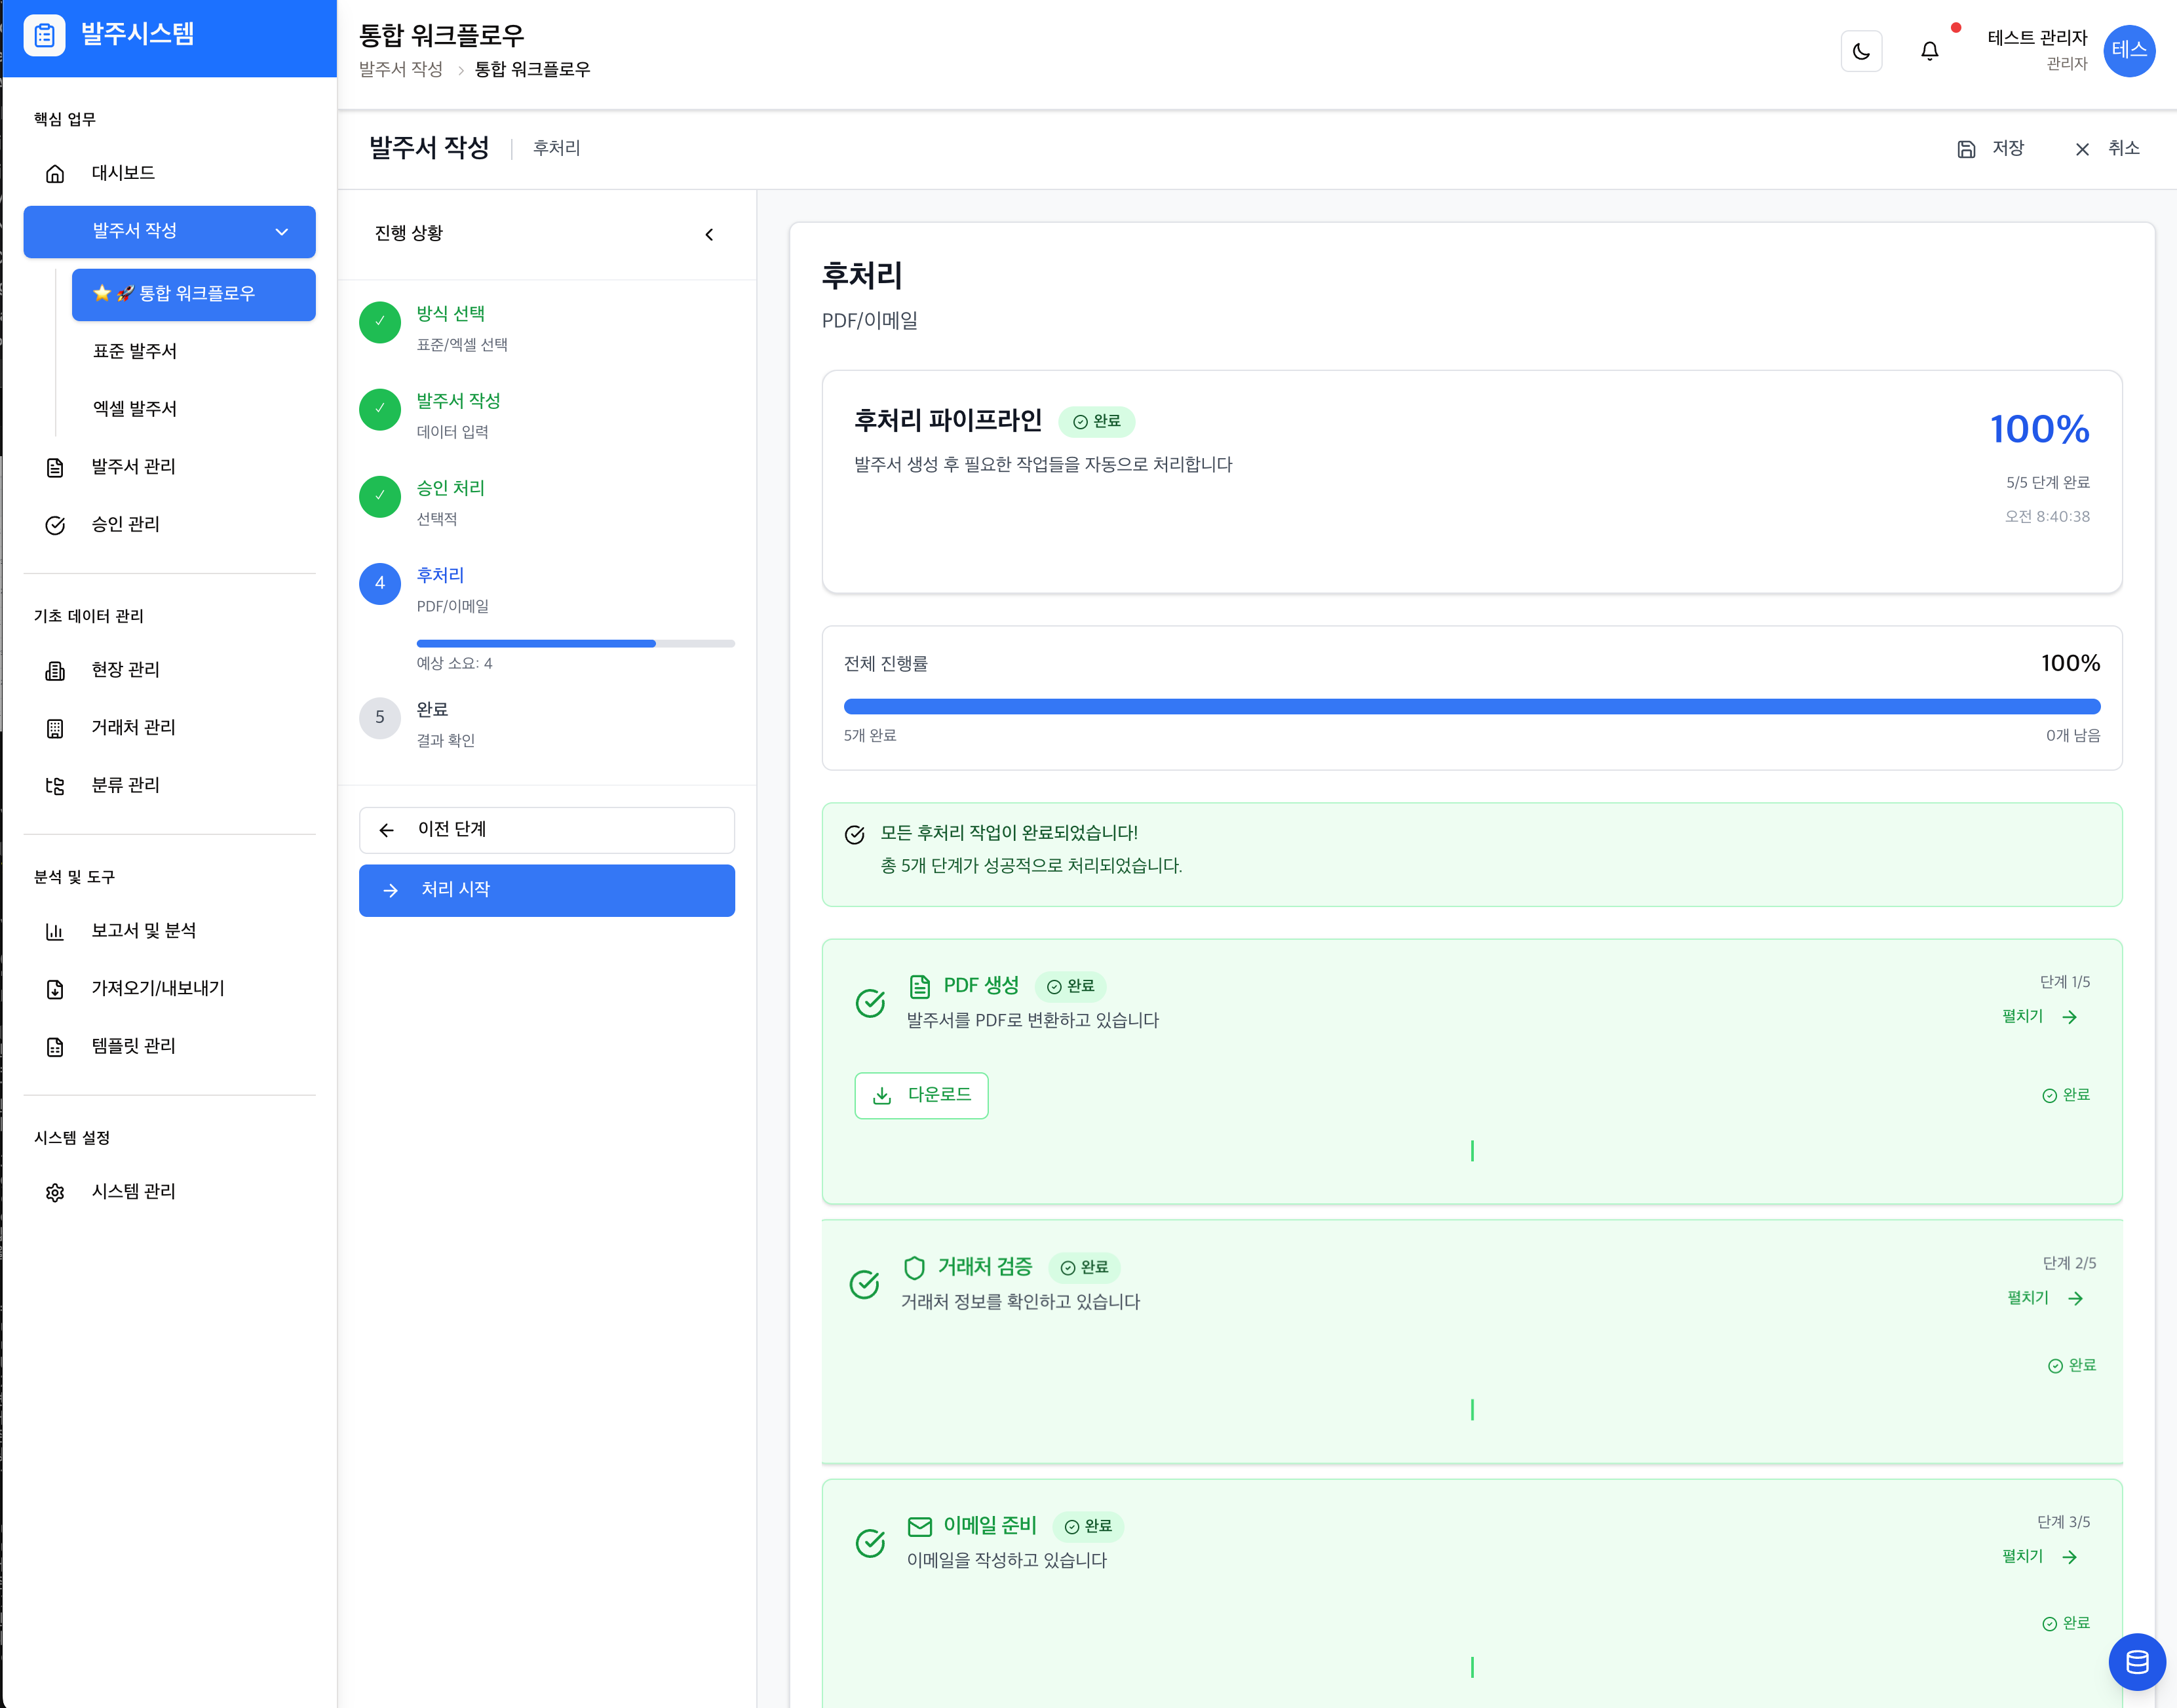 발주시스템
핵심 업무
대시보드
발주서 작성
⭐ 🚀 통합 워크플로우
표준 발주서
엑셀 발주서
발주서 관리
승인 관리
기초 데이터 관리
현장 관리
거래처 관리
분류 관리
분석 및 도구
보고서 및 분석
가져오기/내보내기
템플릿 관리
시스템 설정
시스템 관리
통합 워크플로우
발주서 작성 > 통합 워크플로우
테스트 관리자
관리자
테스
발주서 작성 | 후처리
저장
취소
진행 상황
방식 선택
표준/엑셀 선택
발주서 작성
데이터 입력
승인 처리
선택적
4
후처리
PDF/이메일
예상 소요: 4
5
완료
결과 확인
이전 단계
처리 시작
후처리
PDF/이메일
후처리 파이프라인
완료
발주서 생성 후 필요한 작업들을 자동으로 처리합니다
100%
5/5 단계 완료
오전 8:40:38
전체 진행률
100%
5개 완료
0개 남음
모든 후처리 작업이 완료되었습니다!
총 5개 단계가 성공적으로 처리되었습니다.
PDF 생성
완료
발주서를 PDF로 변환하고 있습니다
단계 1/5
펼치기
다운로드
완료
거래처 검증
완료
거래처 정보를 확인하고 있습니다
단계 2/5
펼치기
완료
이메일 준비
완료
이메일을 작성하고 있습니다
단계 3/5
펼치기
완료